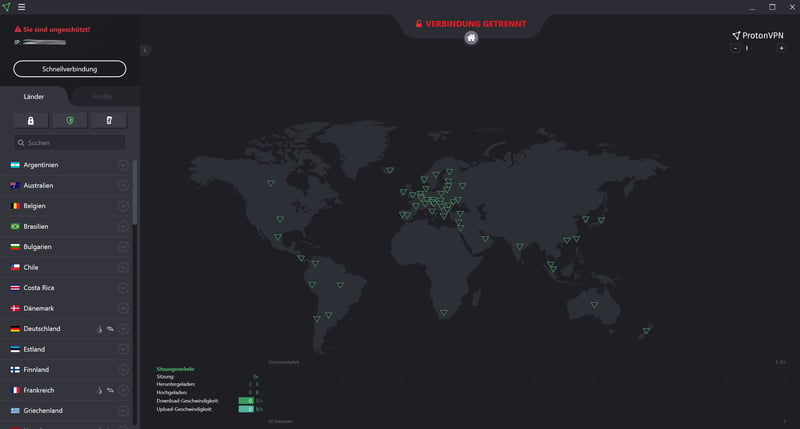 Sie sind ungeschützt!
IP:
Schnellverbindung
Länder
Profile
Suchen
Argentinien
Australien
Belgien
Brasilien
Bulgarien
Chile
Costa Rica
Dänemark
Deutschland
Estland
Finnland
Frankreich
Griechenland
VERBINDUNG GETRENNT
ProtonVPN
Sitzungsverkehr
Sitzung: 0s
Heruntergeladen: 0 B
Hochgeladen: 0 B
Download-Geschwindigkeit: 0 B/s
Upload-Geschwindigkeit: 0 B/s
Geschwindigkeit
0 B/s
60 Sekunden
0